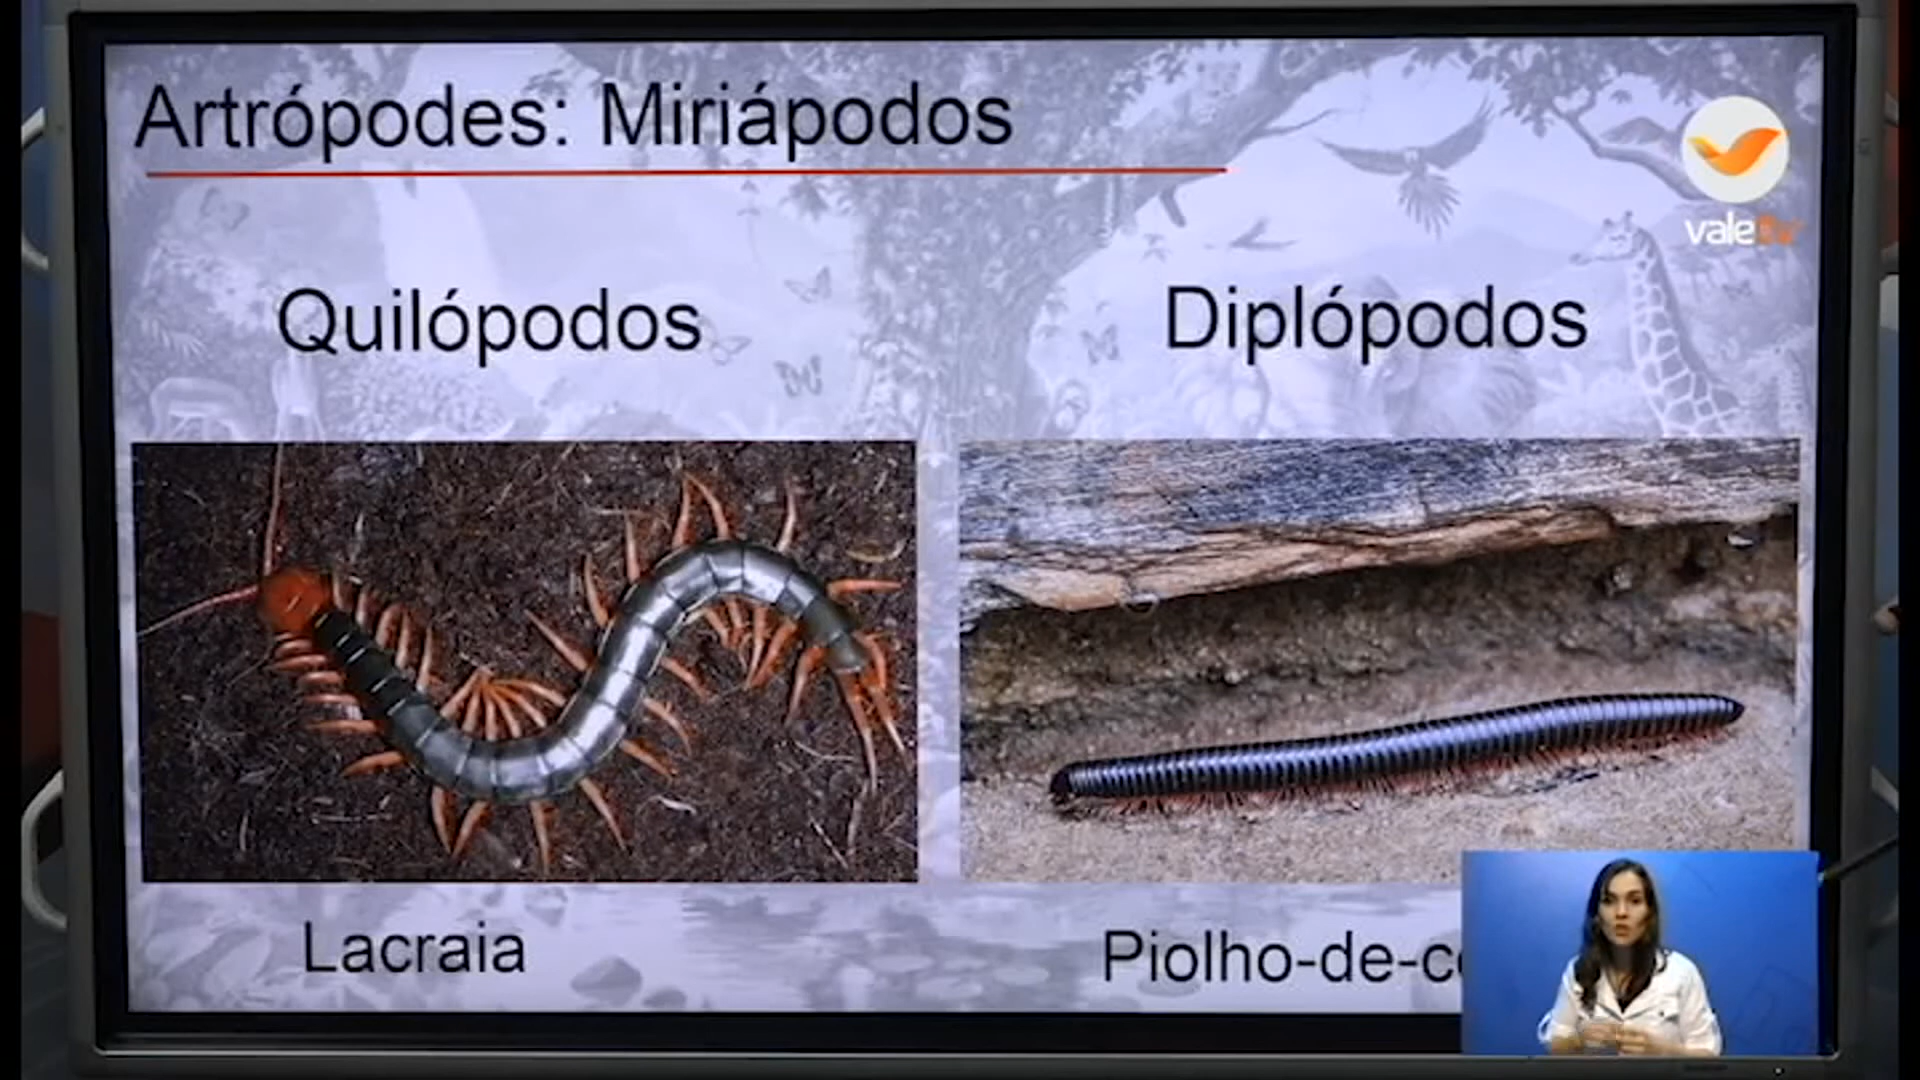 Artrópodes: Miriápodos
valetv
Quilópodos
Diplópodos
Lacraia
Piolho-de-c